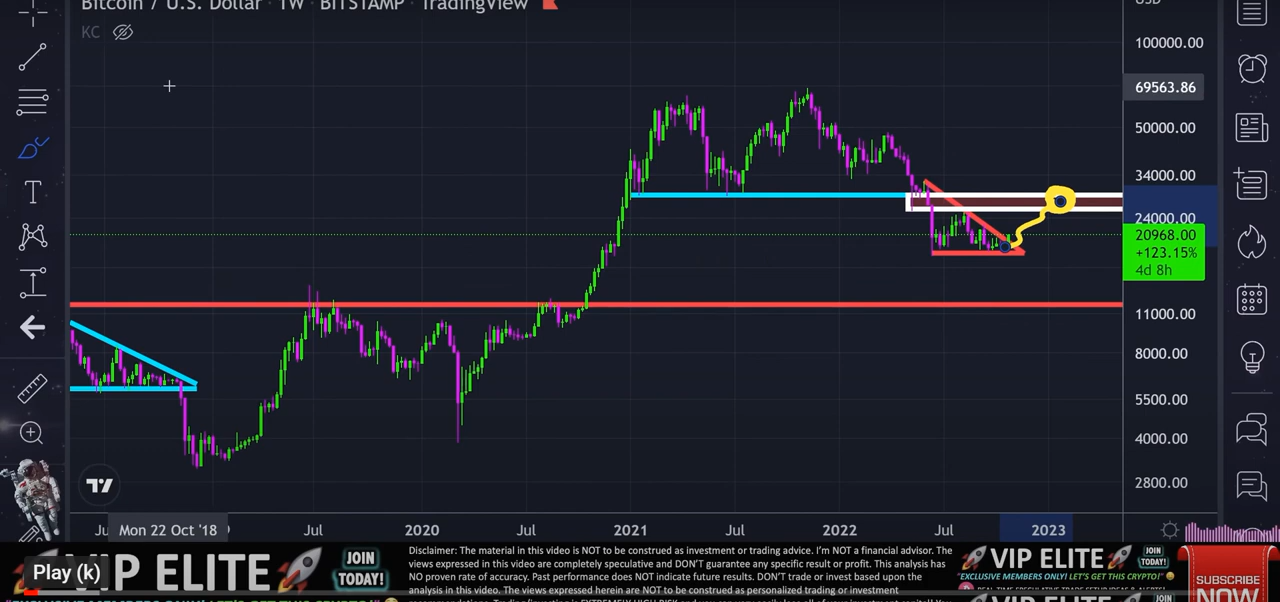 Bitcoin / U.S. Dollar · 1W · BITSTAMP · TradingView
USD
KC
100000.00
69563.86
50000.00
34000.00
24000.00
20968.00
+123.15%
4d 8h
11000.00
8000.00
5500.00
4000.00
2800.00
T
Mon 22 Oct '18
Jul
2020
Jul
2021
Jul
2022
Jul
2023
VIP ELITE
JOIN
TODAY!
Play (k)
Disclaimer: The material in this video is NOT to be construed as investment or trading advice. I'm NOT a financial advisor. The
views expressed in this video are completely speculative and DON'T guarantee any specific result or profit. This analysis has
NO proven rate of accuracy. Past performance does NOT indicate future results. DON'T trade or invest based upon the
analysis in this video. The views expressed herein are NOT to be construed as personalized trading or investment
VIP ELITE
JOIN
TODAY!
"EXCLUSIVE MEMBERS ONLY! LET'S GET THIS CRYPTO!"
SUBSCRIBE
NOW